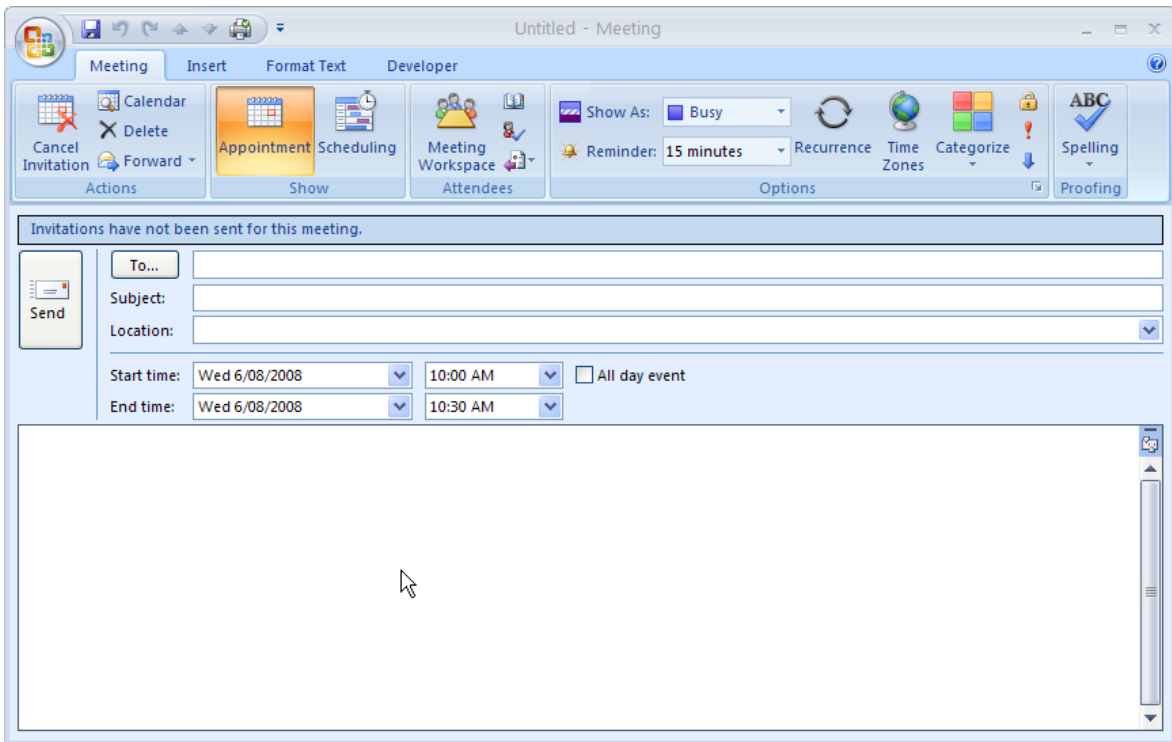 Untitled - Meeting
Meeting Insert Format Text Developer
Cancel Invitation
Calendar
Delete
Forward
Actions
Appointment
Scheduling
Show
Meeting Workspace
Attendees
Show As: Busy
Reminder: 15 minutes
Recurrence
Time Zones
Categorize
Options
ABC
Spelling
Proofing
Invitations have not been sent for this meeting.
Send
To...
Subject:
Location:
Start time: Wed 6/08/2008 10:00 AM All day event
End time: Wed 6/08/2008 10:30 AM